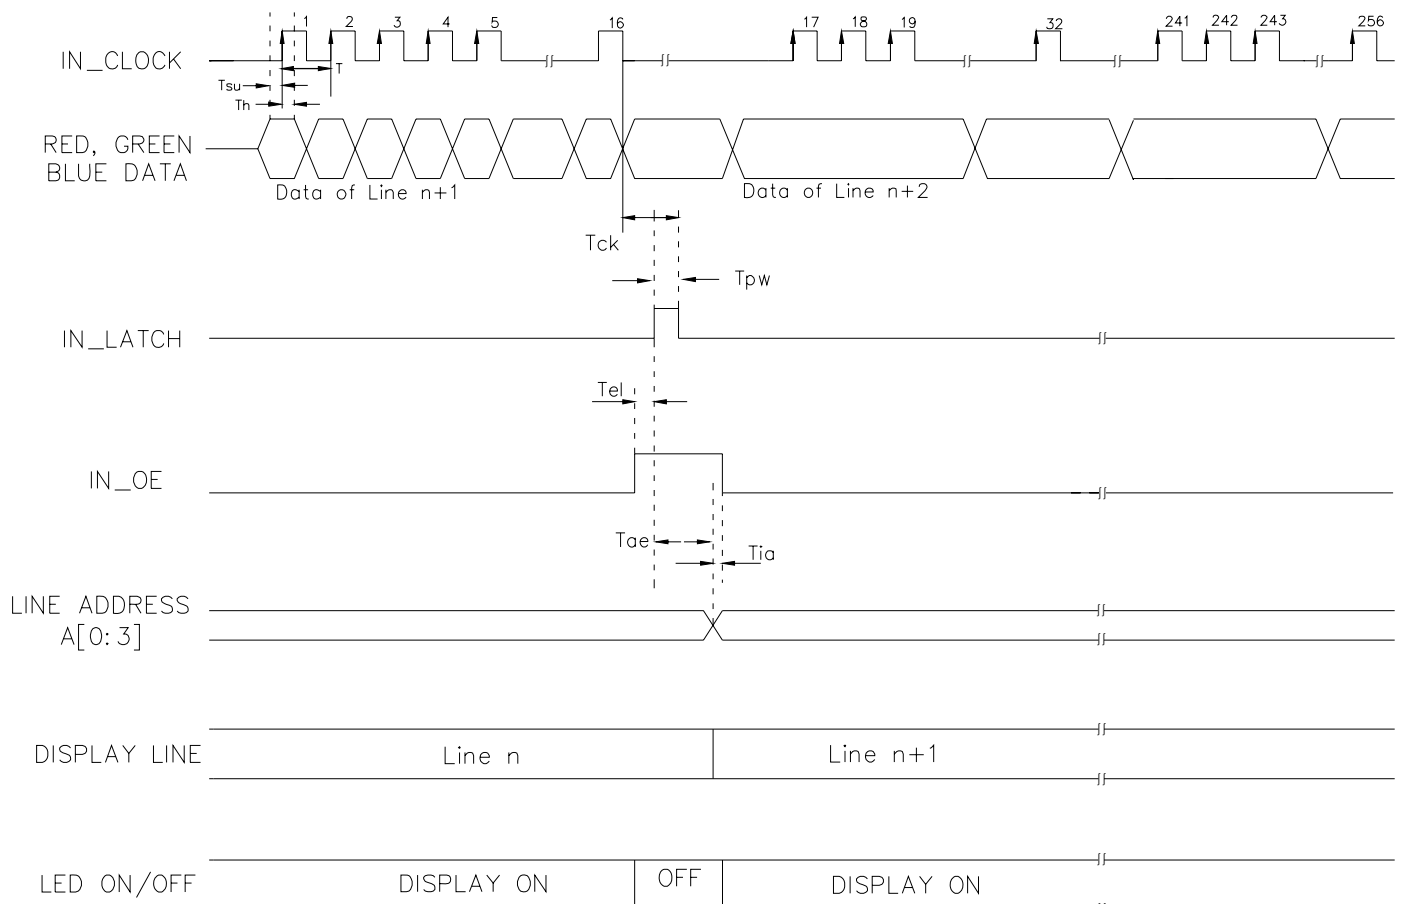 1 2 3 4 5 16 17 18 19 32 241 242 243 256
IN_CLOCK
T
Tsu
Th
RED, GREEN
BLUE DATA
Data of Line n+1
Data of Line n+2
Tck
Tpw
IN_LATCH
Tel
IN_OE
Tae
Tia
LINE ADDRESS
A[0:3]
DISPLAY LINE
Line n
Line n+1
LED ON/OFF
DISPLAY ON
OFF
DISPLAY ON